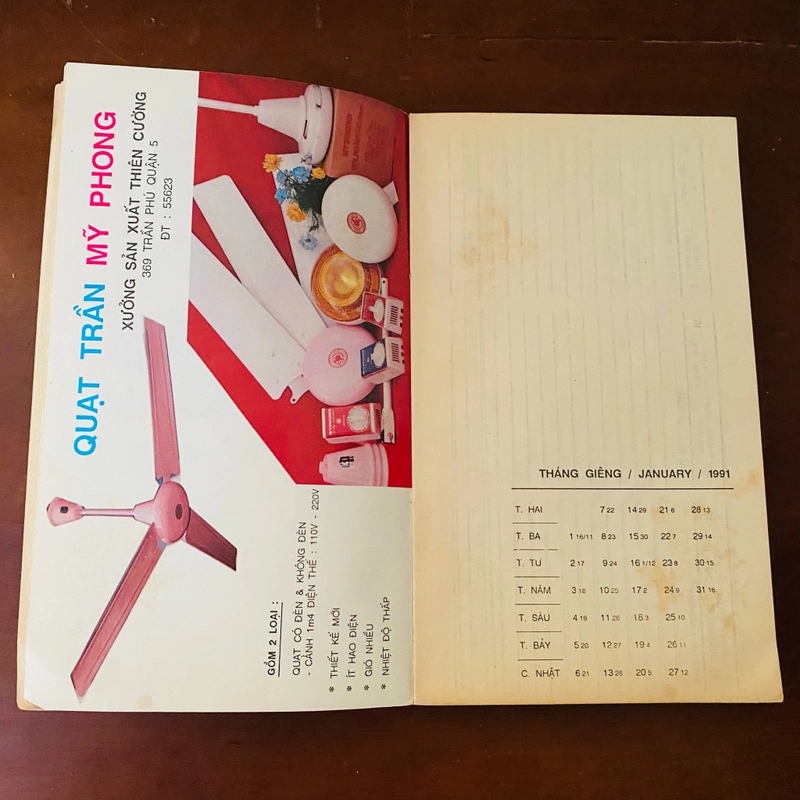 QUẠT TRẦN MỸ PHONG
XƯỞNG SẢN XUẤT THIÊN CƯỜNG
369 TRẦN PHÚ QUẬN 5
ĐT : 55623
GỒM 2 LOẠI :
QUẠT CÓ ĐÈN & KHÔNG ĐÈN
- CÁNH 1m4 ĐIỆN THẾ : 110V - 220V
* THIẾT KẾ MỚI
* ÍT HAO ĐIỆN
* GIÓ NHIỀU
* NHIỆT ĐỘ THẤP
THÁNG GIÊNG / JANUARY / 1991
T. HAI 7 22 14 29 21 6 28 13
T. BA 1 16/11 8 23 15 30 22 7 29 14
T. TƯ 2 17 9 24 16 1/12 23 8 30 15
T. NĂM 3 18 10 25 17 2 24 9 31 16
T. SÁU 4 19 11 26 18 3 25 10
T. BẢY 5 20 12 27 19 4 26 11
C. NHẬT 6 21 13 28 20 5 27 12